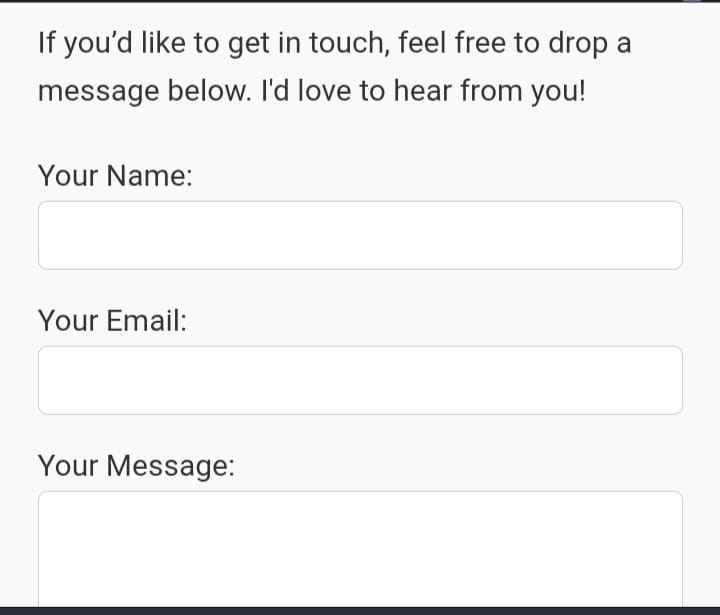 If you’d like to get in touch, feel free to drop a
message below. I'd love to hear from you!
Your Name:
Your Email:
Your Message: